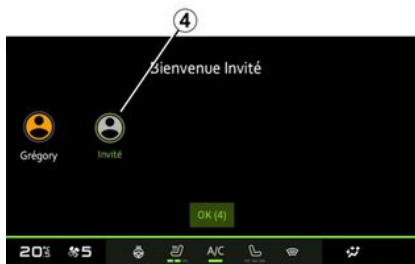 4
Bienvenue Invité
Grégory Invité
OK (4)
20°C 5 A/C